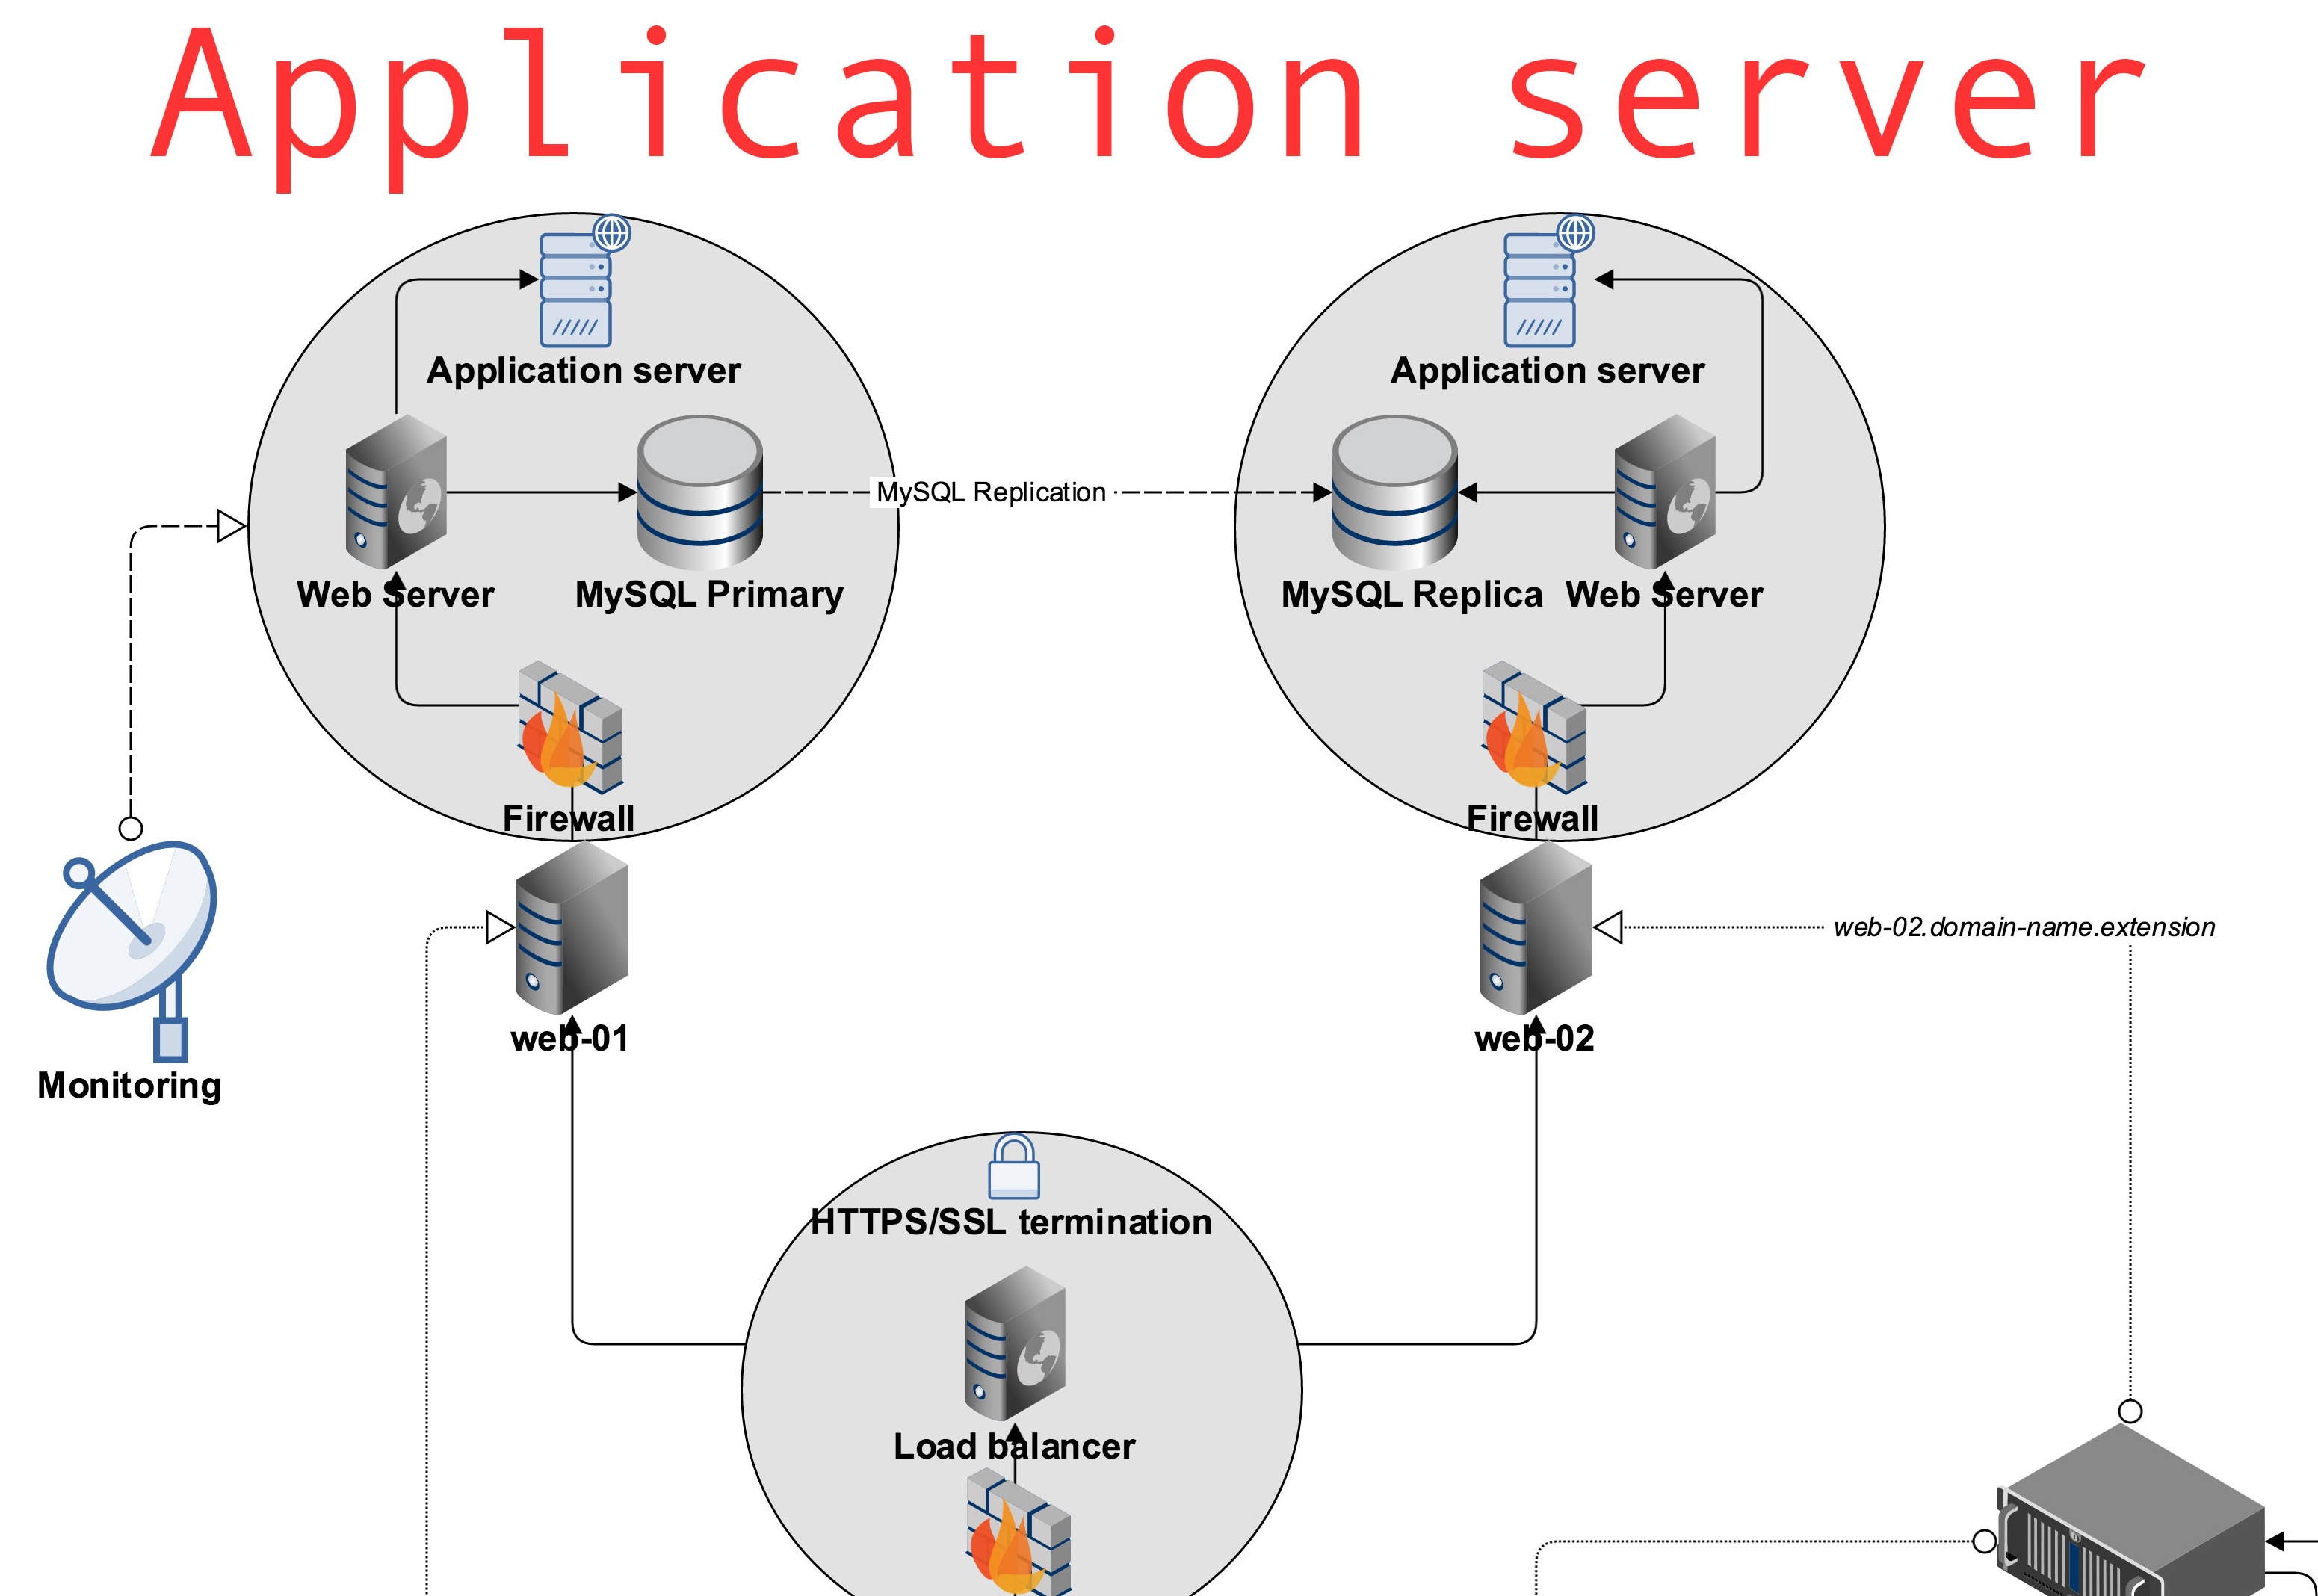 Application server
Application server
Application server
MySQL Replication
Web Server
MySQL Primary
MySQL Replica
Web Server
Firewall
Firewall
web-02.domain-name.extension
web-01
web-02
Monitoring
HTTPS/SSL termination
Load balancer